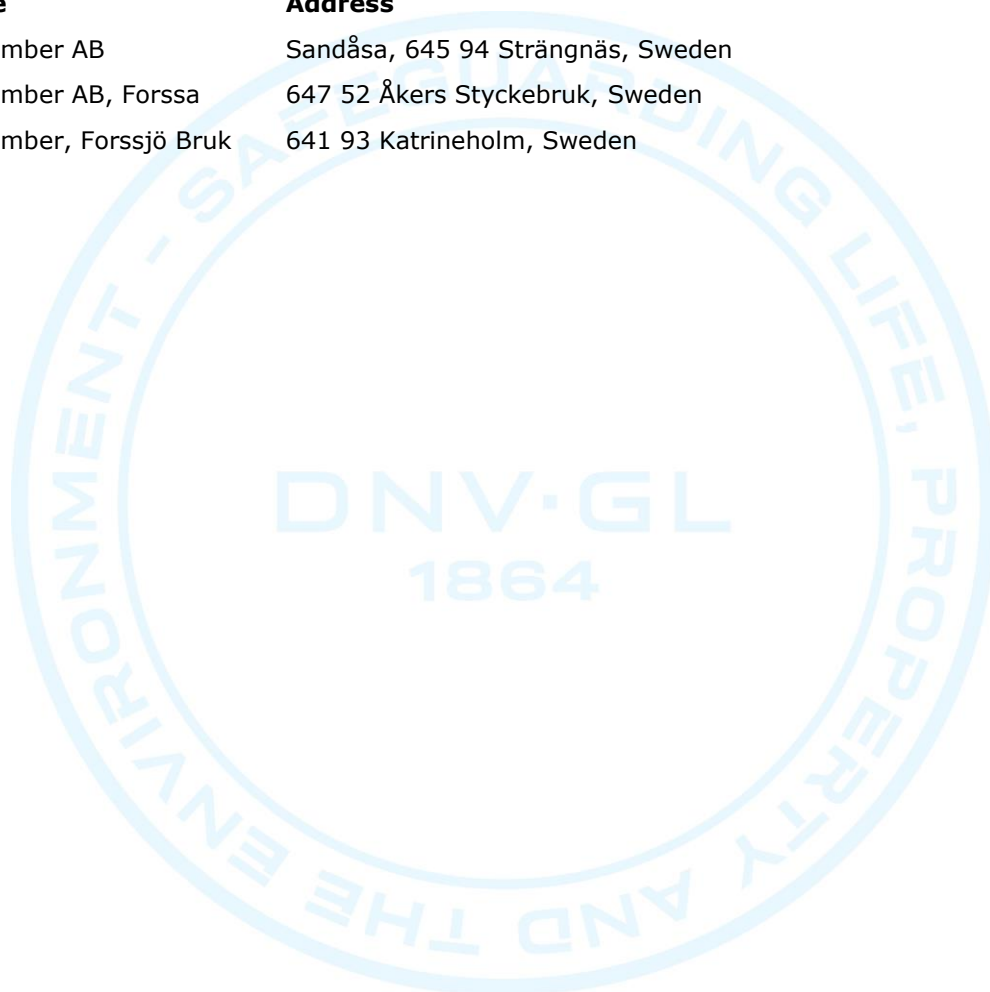 e Address
mber AB Sandåsa, 645 94 Strängnäs, Sweden
mber AB, Forssa 647 52 Åkers Styckebruk, Sweden
mber, Forssjö Bruk 641 93 Katrineholm, Sweden
SAFEGUARDING LIFE, PROPERTY AND THE ENVIRONMENT -
DNV·GL
1864